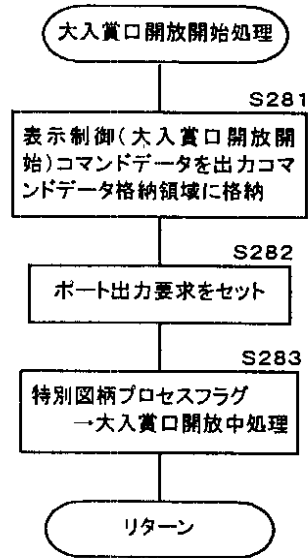 大入賞口開放開始処理
S281
表示制御(大入賞口開放開
始)コマンドデータを出力コマ
ンドデータ格納領域に格納
S282
ポート出力要求をセット
S283
特別図柄プロセスフラグ
→大入賞口開放中処理
リターン